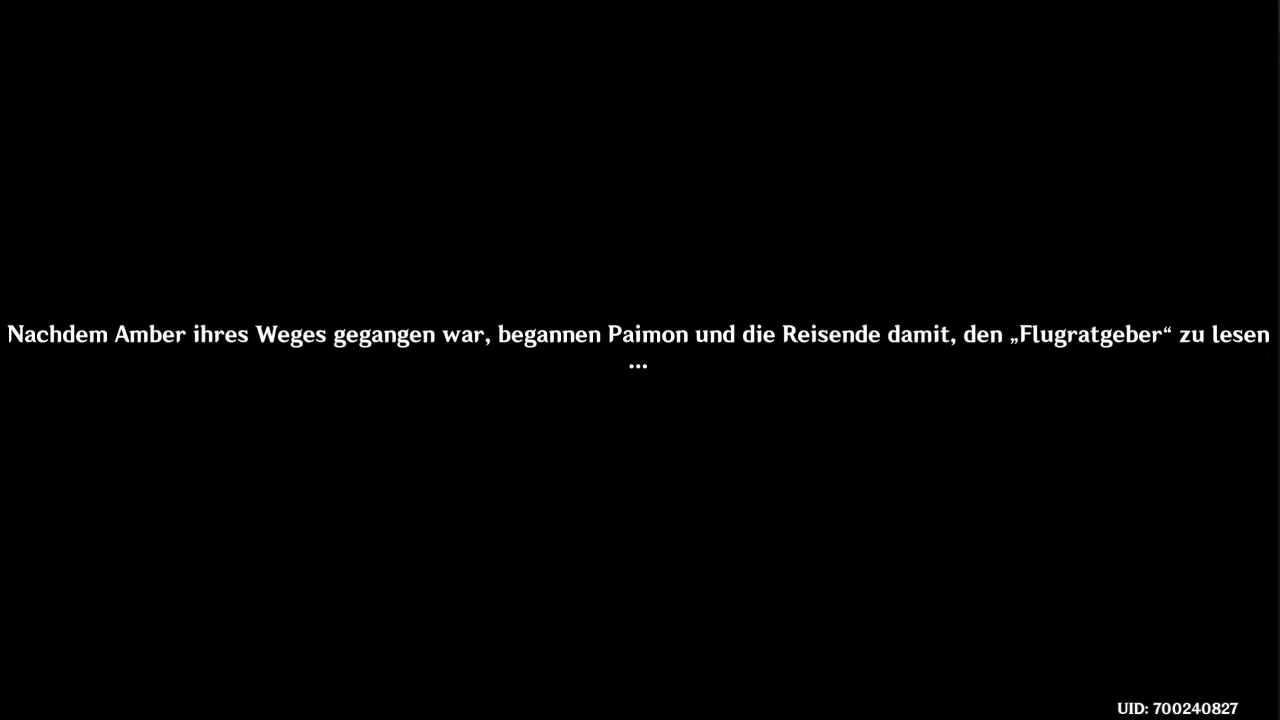 Nachdem Amber ihres Weges gegangen war, begannen Paimon und die Reisende damit, den „Flugratgeber“ zu lesen
...
UID: 700240827